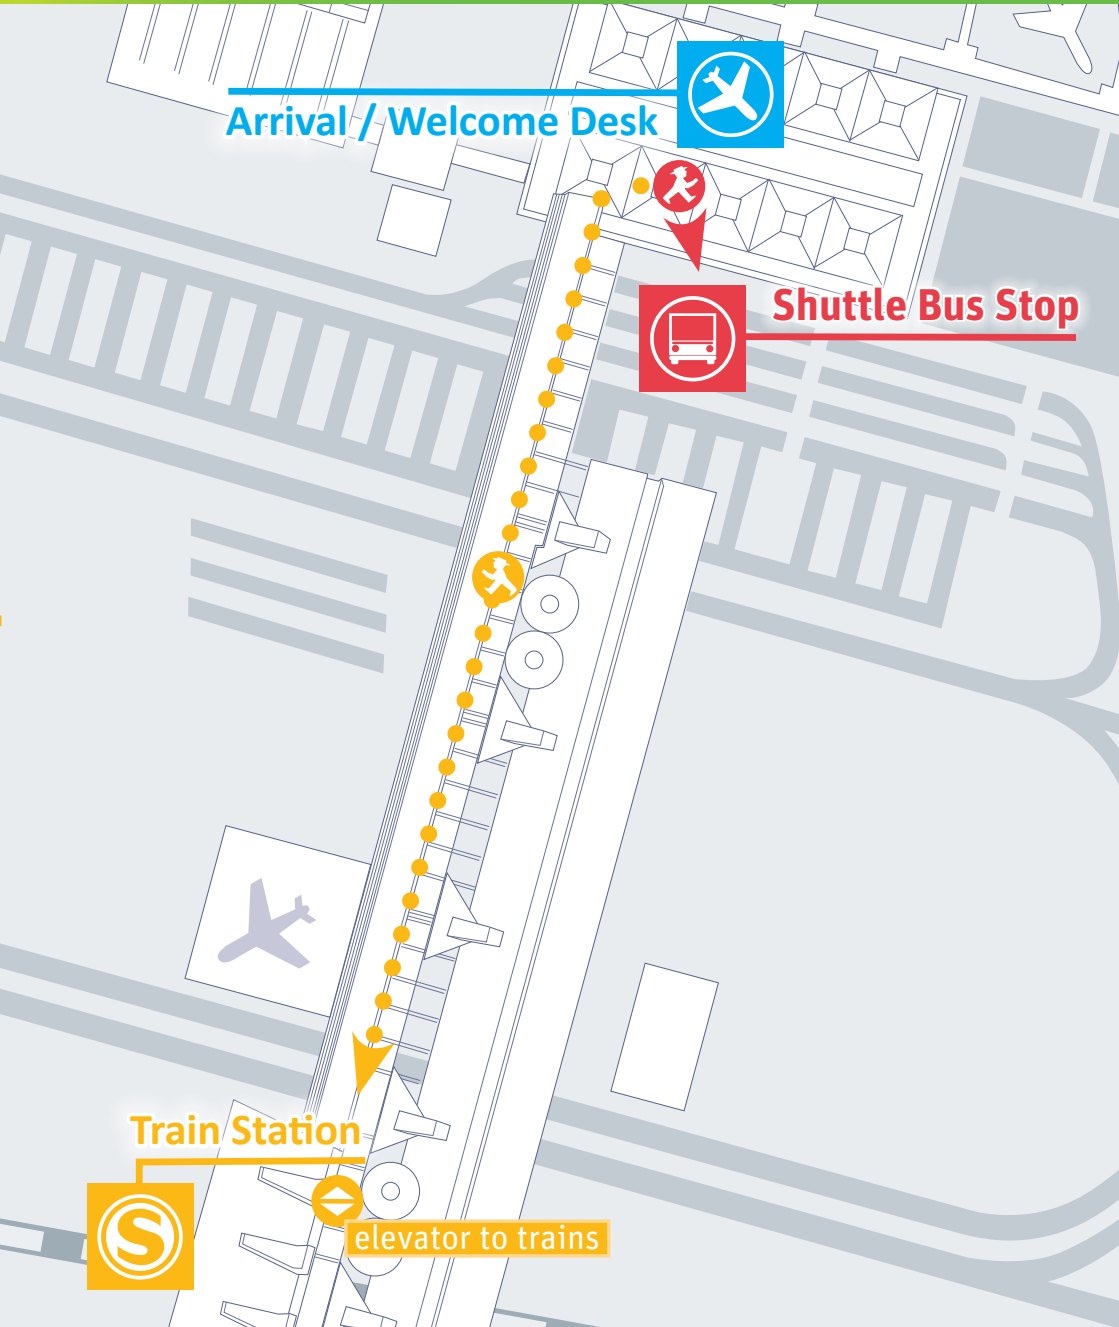 Arrival / Welcome Desk
Shuttle Bus Stop
Train Station
S
elevator to trains